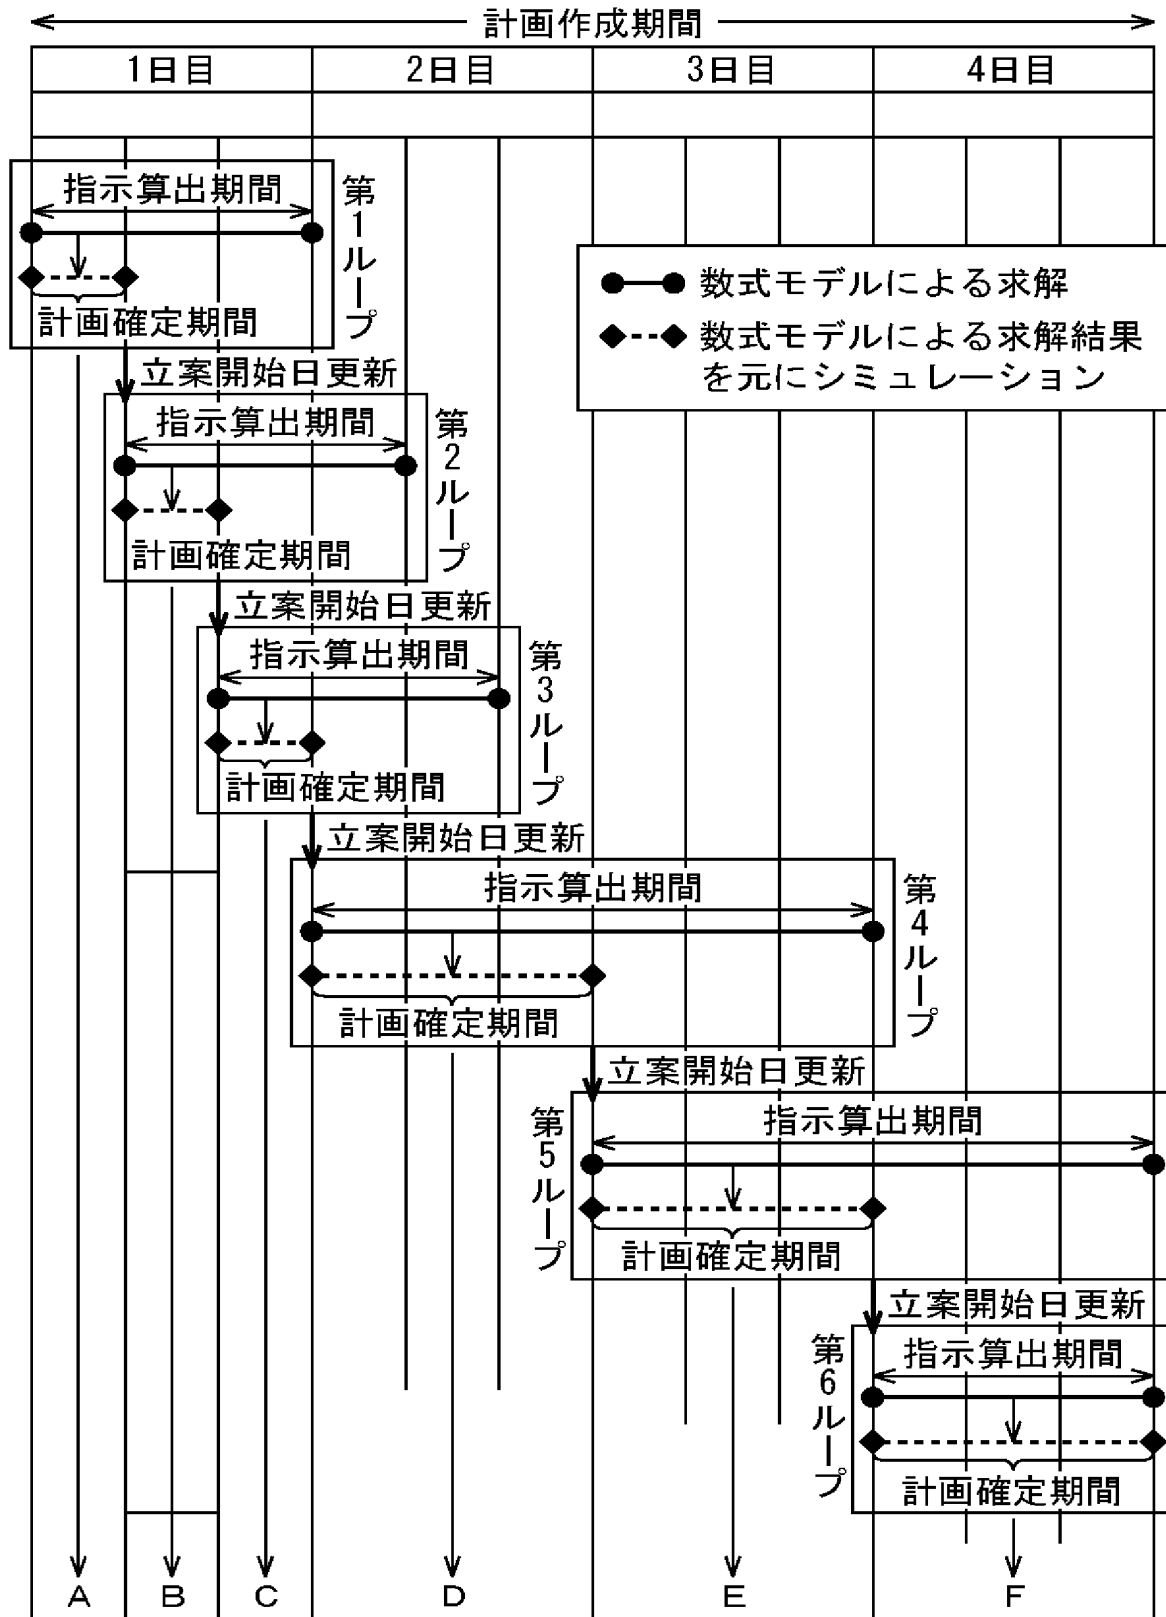 計画作成期間
1日目 2日目 3日目 4日目
指示算出期間
第1ループ
計画確定期間
数式モデルによる求解
数式モデルによる求解結果
を元にシミュレーション
立案開始日更新
指示算出期間
第2ループ
計画確定期間
立案開始日更新
指示算出期間
第3ループ
計画確定期間
立案開始日更新
指示算出期間
第4ループ
計画確定期間
立案開始日更新
指示算出期間
第5ループ
計画確定期間
立案開始日更新
指示算出期間
第6ループ
計画確定期間
A B C D E F